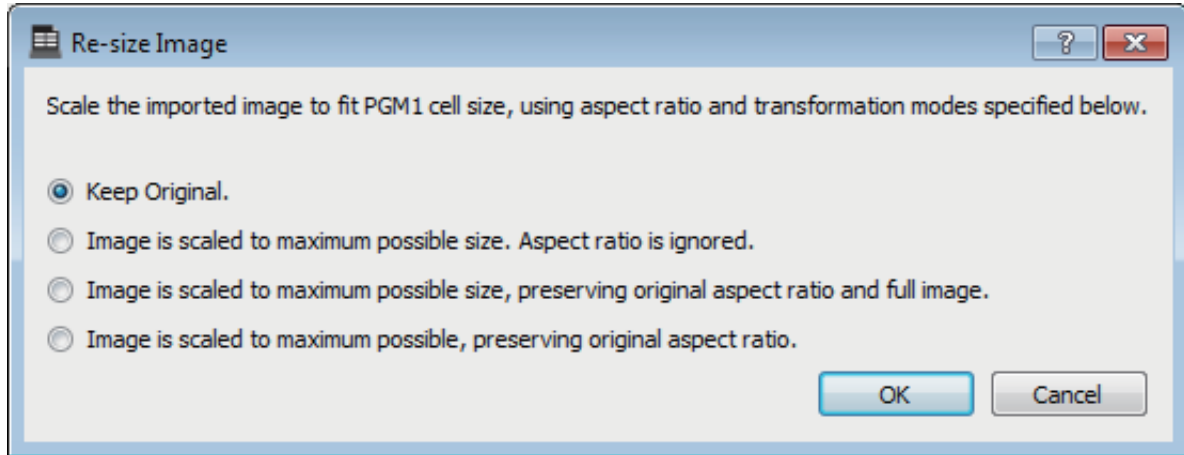 Re-size Image
Scale the imported image to fit PGM1 cell size, using aspect ratio and transformation modes specified below.
Keep Original.
Image is scaled to maximum possible size. Aspect ratio is ignored.
Image is scaled to maximum possible size, preserving original aspect ratio and full image.
Image is scaled to maximum possible, preserving original aspect ratio.
OK Cancel